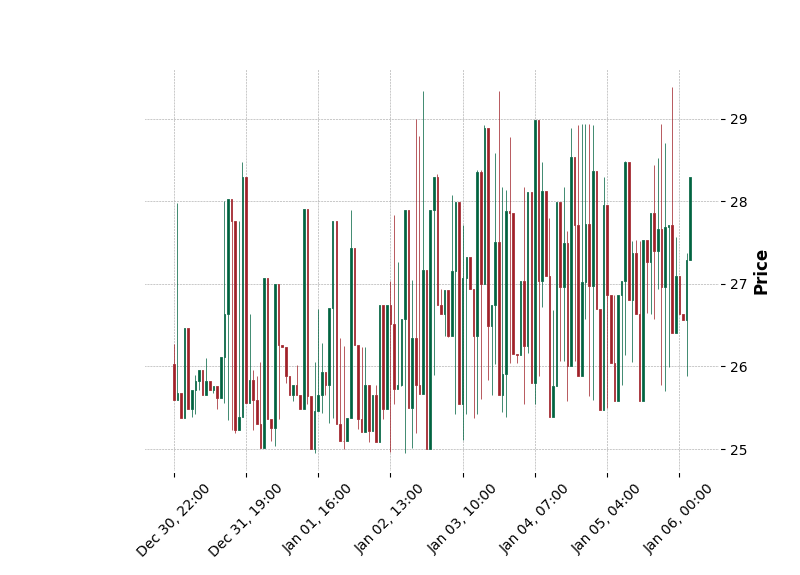 29
28
27
26
25
Price
Dec 30, 22:00
Dec 31, 19:00
Jan 01, 16:00
Jan 02, 13:00
Jan 03, 10:00
Jan 04, 07:00
Jan 05, 04:00
Jan 06, 00:00